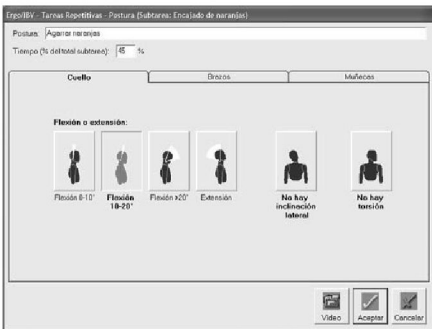 Ergo/IBV - Tareas Repetitivas - Postura (Subtarea: Encajado de naranjas)
Postura: Agarrar naranjas
Tiempo (% del total subtarea): 45 %
Cuello Brazos Muñecas
Flexión o extensión:
Flexión 0-10° Flexión 10-20° Flexión >20° Extensión No hay inclinación lateral No hay torsión
Vídeo Aceptar Cancelar